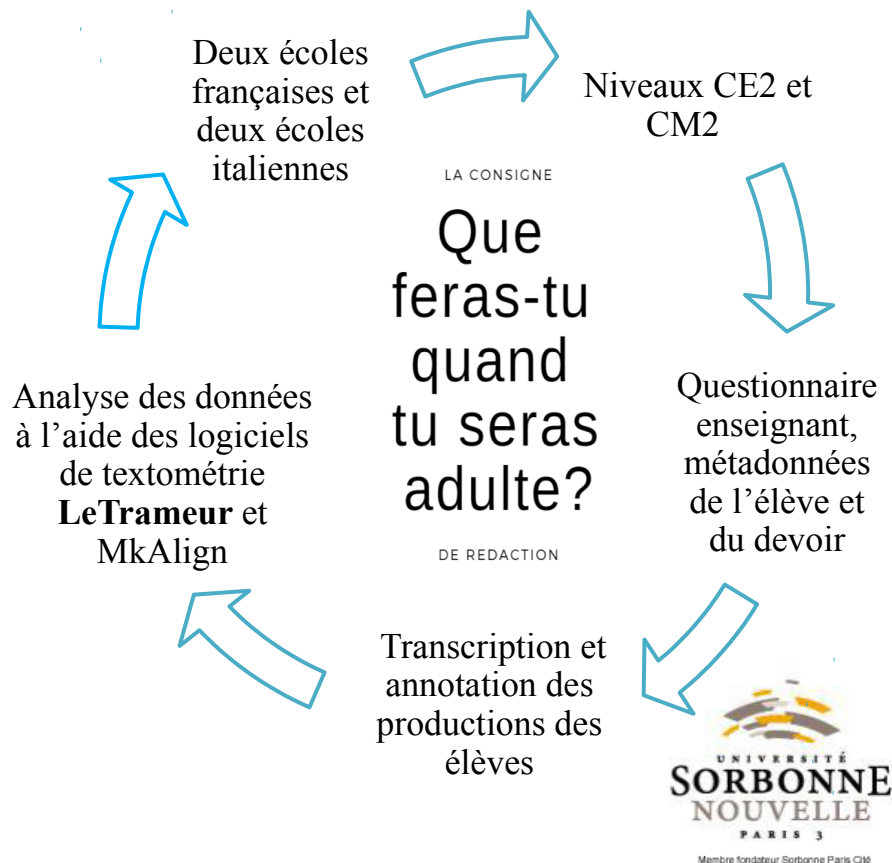 Deux écoles
françaises et
deux écoles
italiennes
Niveaux CE2 et
CM2
LA CONSIGNE
Que
feras-tu
quand
tu seras
adulte?
DE REDACTION
Questionnaire
enseignant,
métadonnées
de l’élève et
du devoir
Transcription et
annotation des
productions des
élèves
Analyse des données
à l’aide des logiciels
de textométrie
LeTrameur et
MkAlign
UNIVERSITÉ
SORBONNE
NOUVELLE
PARIS 3
Membre fondateur Sorbonne Paris Cité